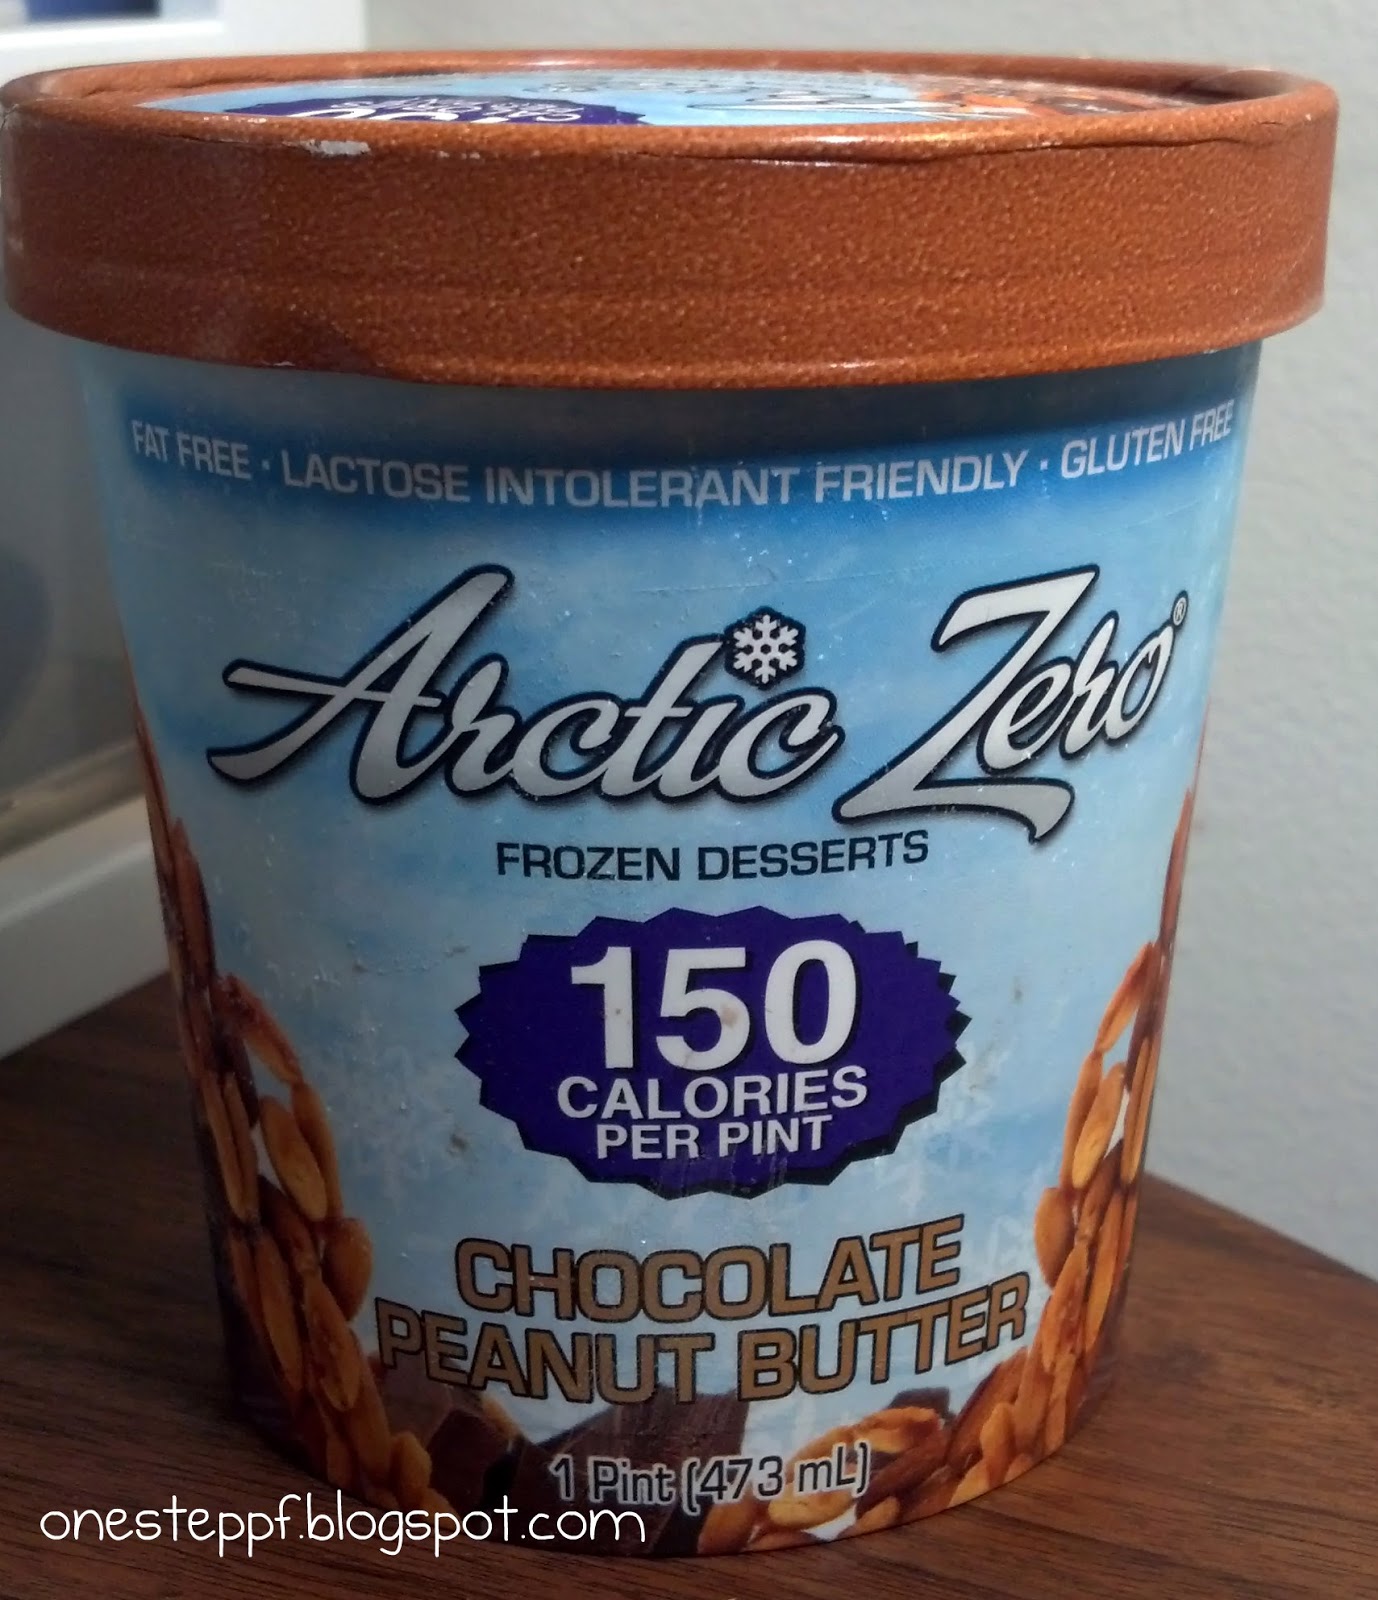 FAT FREE · LACTOSE INTOLERANT FRIENDLY · GLUTEN FREE
Arctic Zero®
FROZEN DESSERTS
150
CALORIES
PER PINT
CHOCOLATE
PEANUT BUTTER
1 Pint (473 mL)
onesteppf.blogspot.com